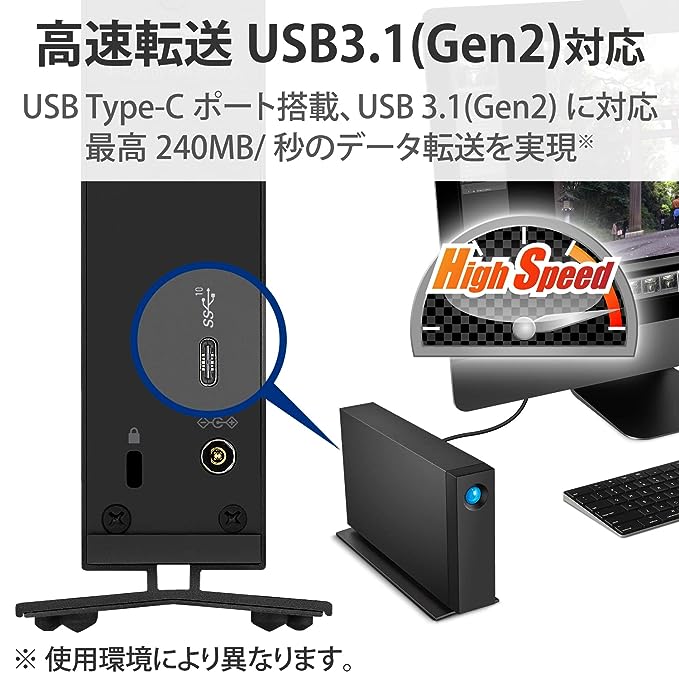 高速転送 USB3.1(Gen2)対応
USB Type-C ポート搭載、USB 3.1(Gen2) に対応
最高 240MB/ 秒のデータ転送を実現※
High Speed
SS 10
※ 使用環境により異なります。